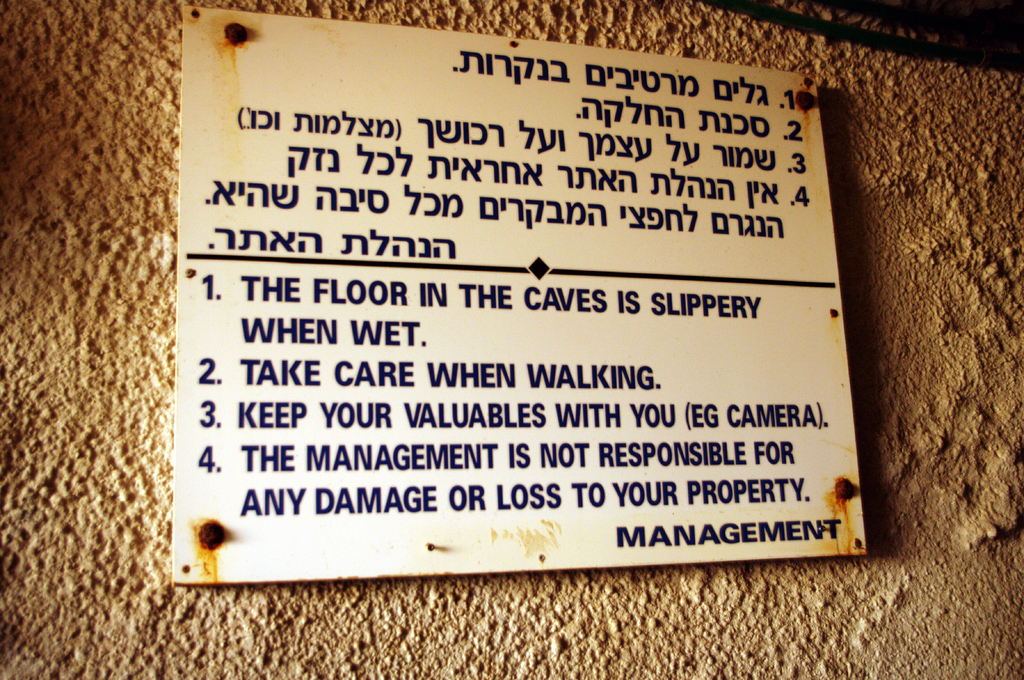 1. גלים מרטיבים בנקרות.
2. סכנת החלקה.
3. שמור על עצמך ועל רכושך (מצלמות וכו'.)
4. אין הנהלת האתר אחראית לכל נזק
הנגרם לחפצי המבקרים מכל סיבה שהיא.
הנהלת האתר.
1. THE FLOOR IN THE CAVES IS SLIPPERY
WHEN WET.
2. TAKE CARE WHEN WALKING.
3. KEEP YOUR VALUABLES WITH YOU (EG CAMERA).
4. THE MANAGEMENT IS NOT RESPONSIBLE FOR
ANY DAMAGE OR LOSS TO YOUR PROPERTY.
MANAGEMENT